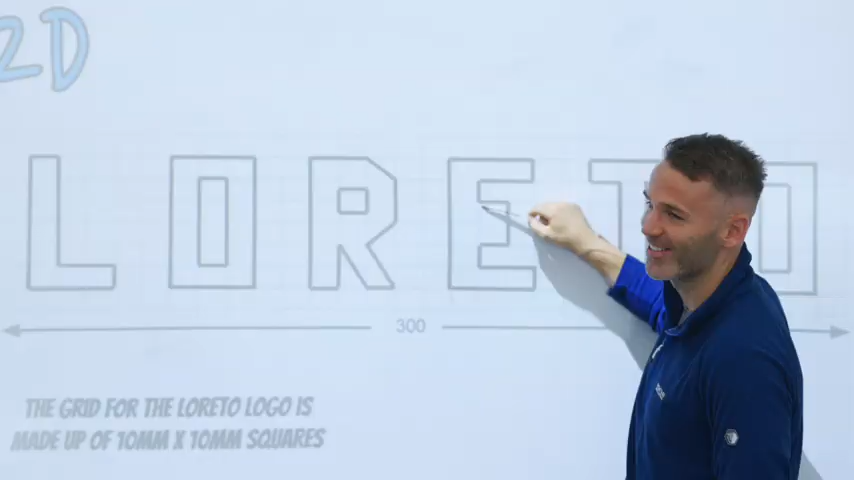 2D
LORETO
300
THE GRID FOR THE LORETO LOGO IS
MADE UP OF 10MM X 10MM SQUARES